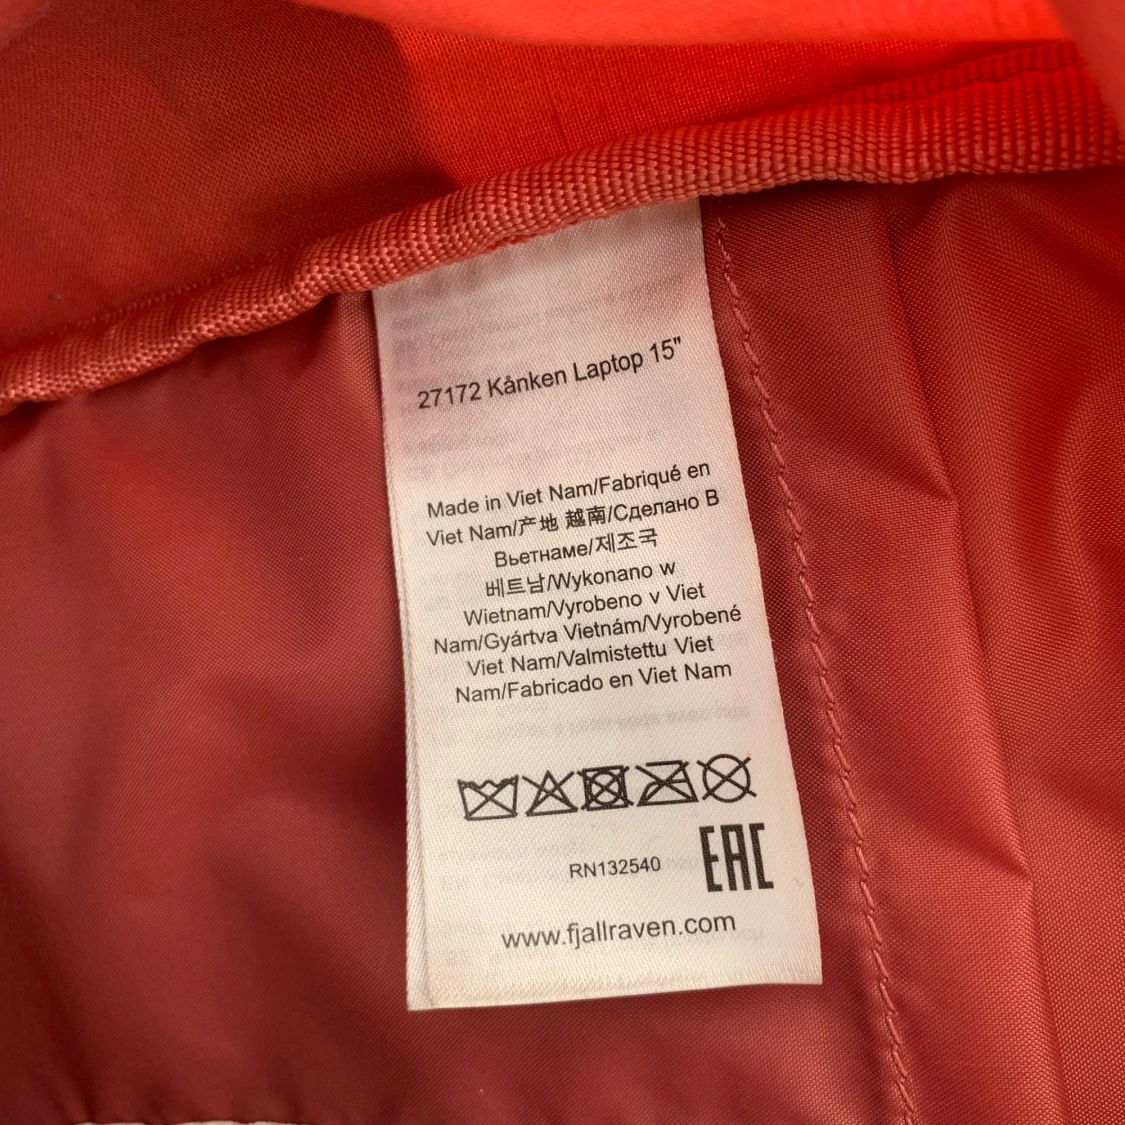 27172 Kånken Laptop 15"
Made in Viet Nam/Fabriqué en
Viet Nam/产地 越南/Сделано В
Вьетнаме/제조국
베트남/Wykonano w
Wietnam/Vyrobeno v Viet
Nam/Gyártva Vietnám/Vyrobené
Viet Nam/Valmistettu Viet
Nam/Fabricado en Viet Nam
RN132540
EAC
www.fjallraven.com